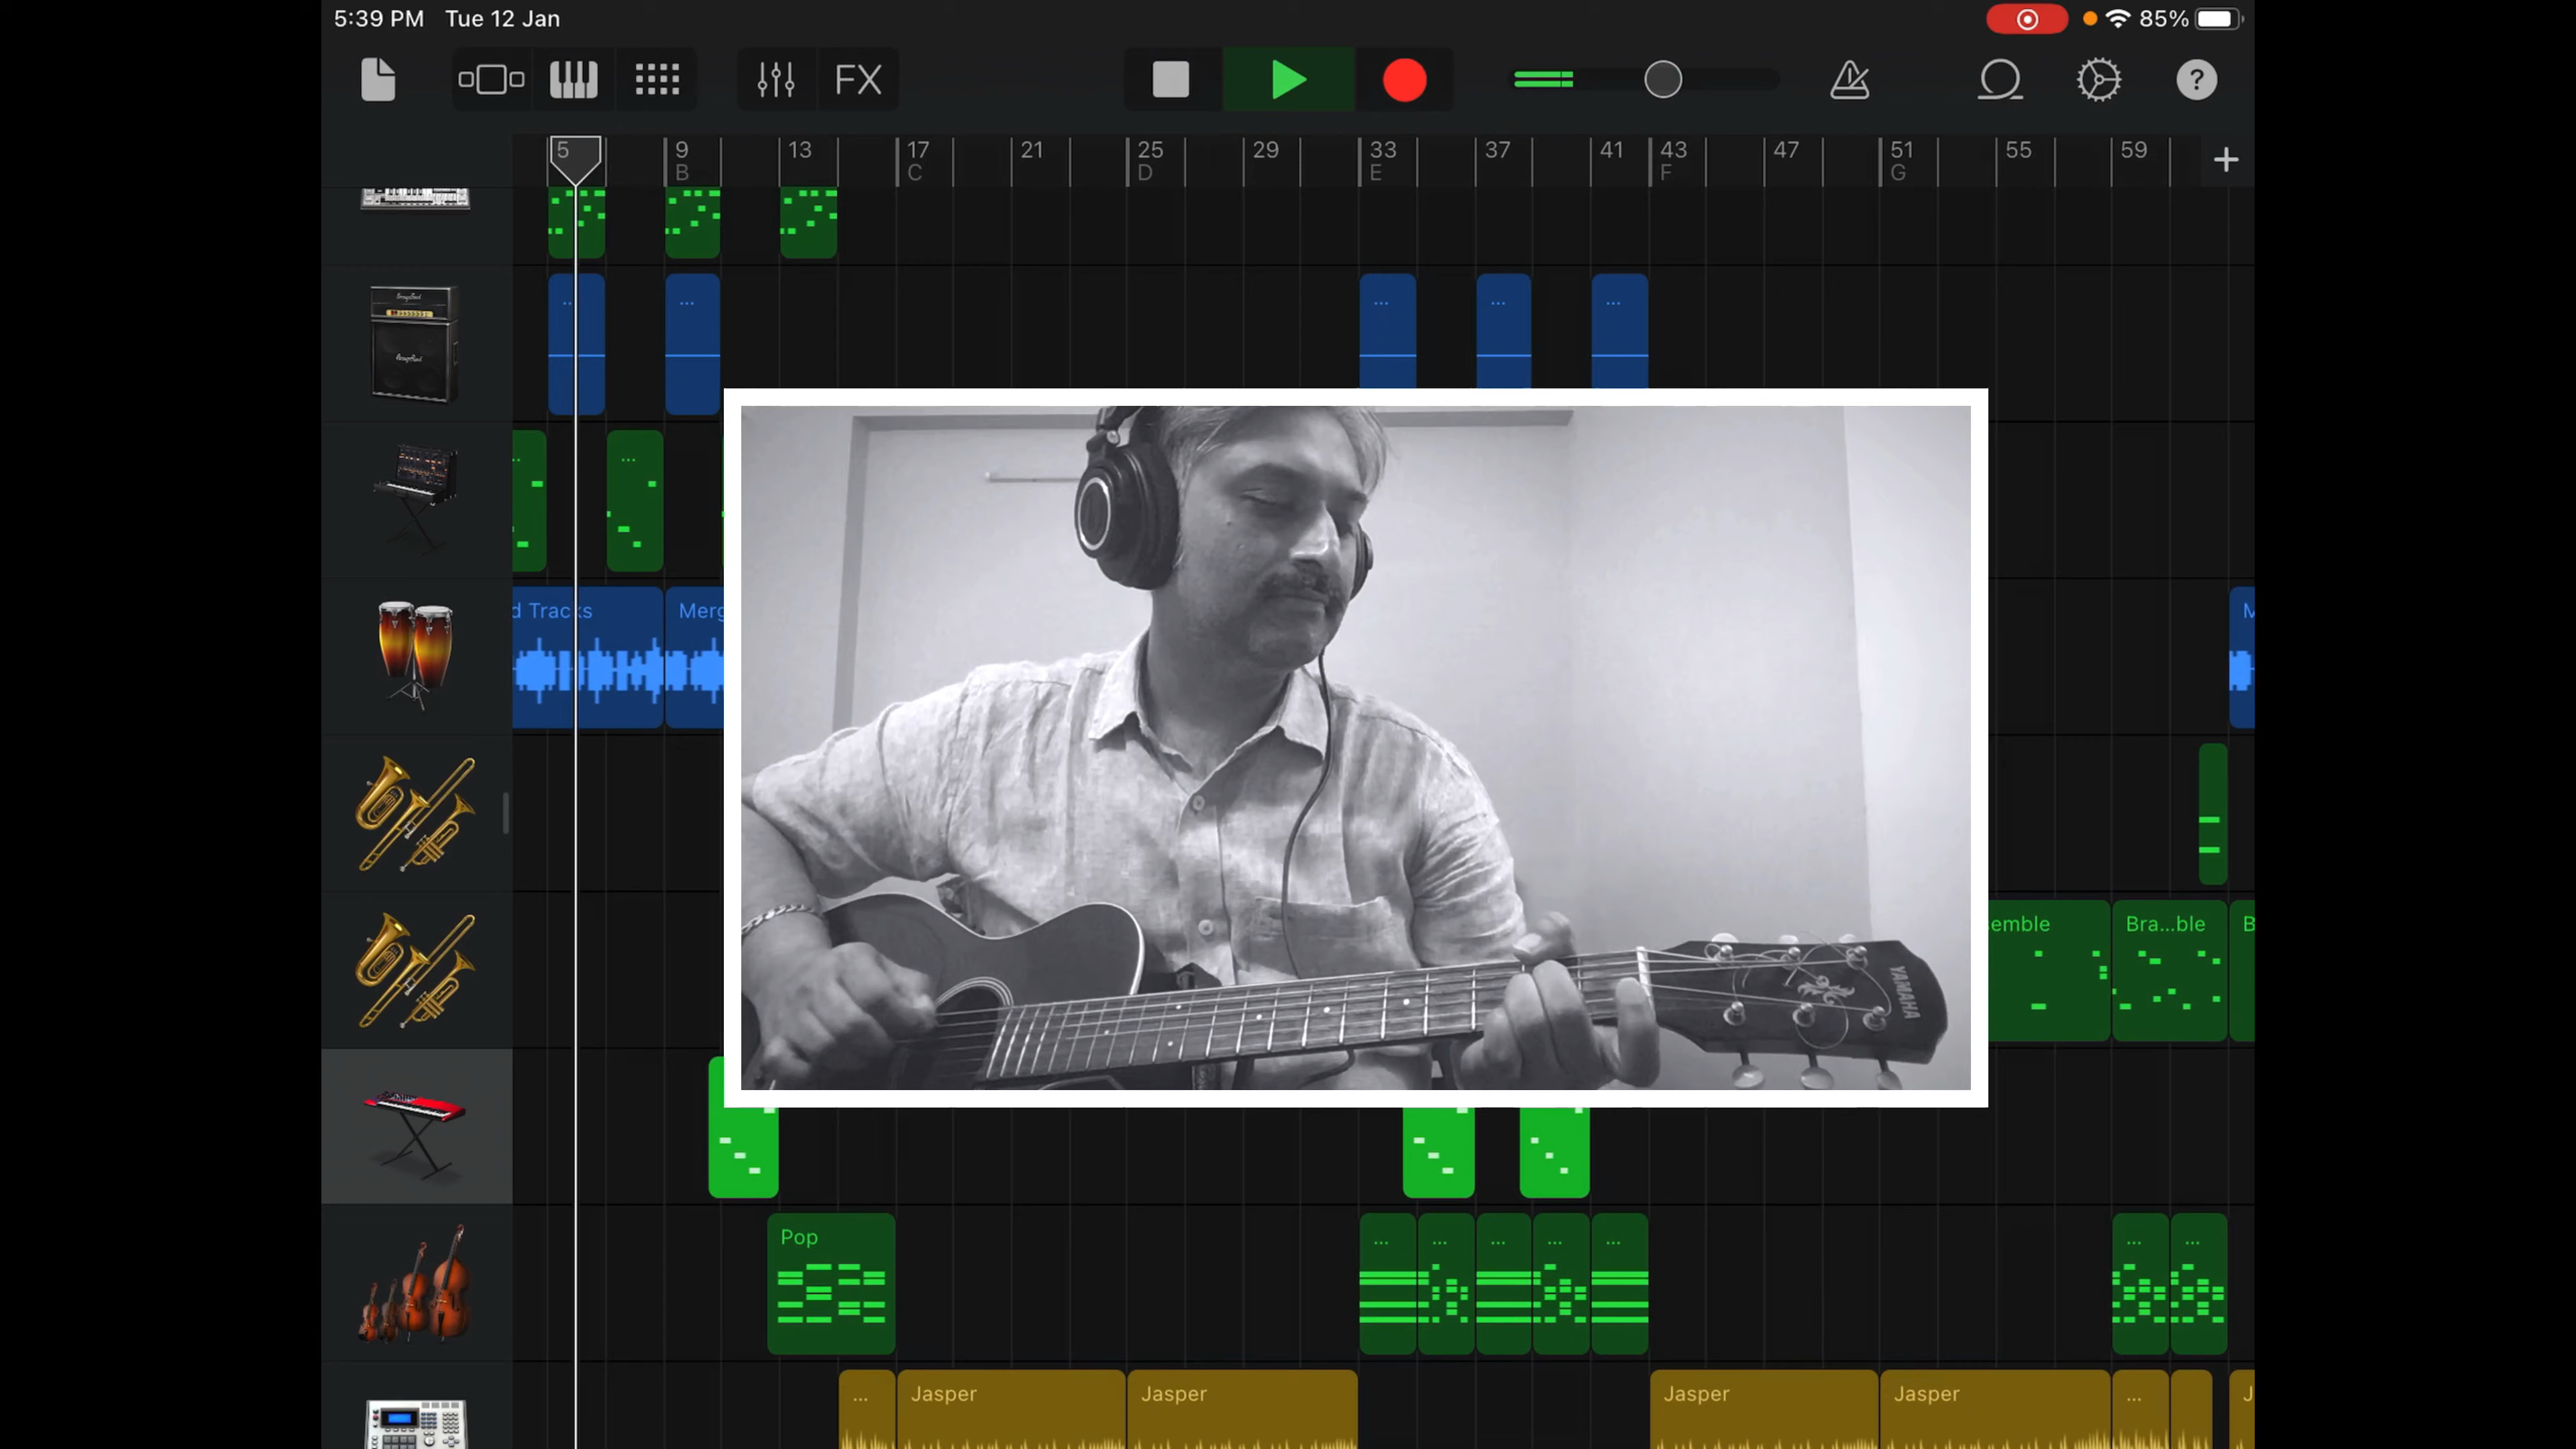 5:39 PM Tue 12 Jan
85%
FX
?
5 9 13 17 21 25 29 33 37 41 43 47 51 55 59 +
B C D E F G
...
...
...
...
...
...
...
d Tracks
Merg
M
YAMAHA
semble
Bra...ble
B
Pop
...
...
...
...
...
...
...
...
Jasper
Jasper
Jasper
Jasper
...
J